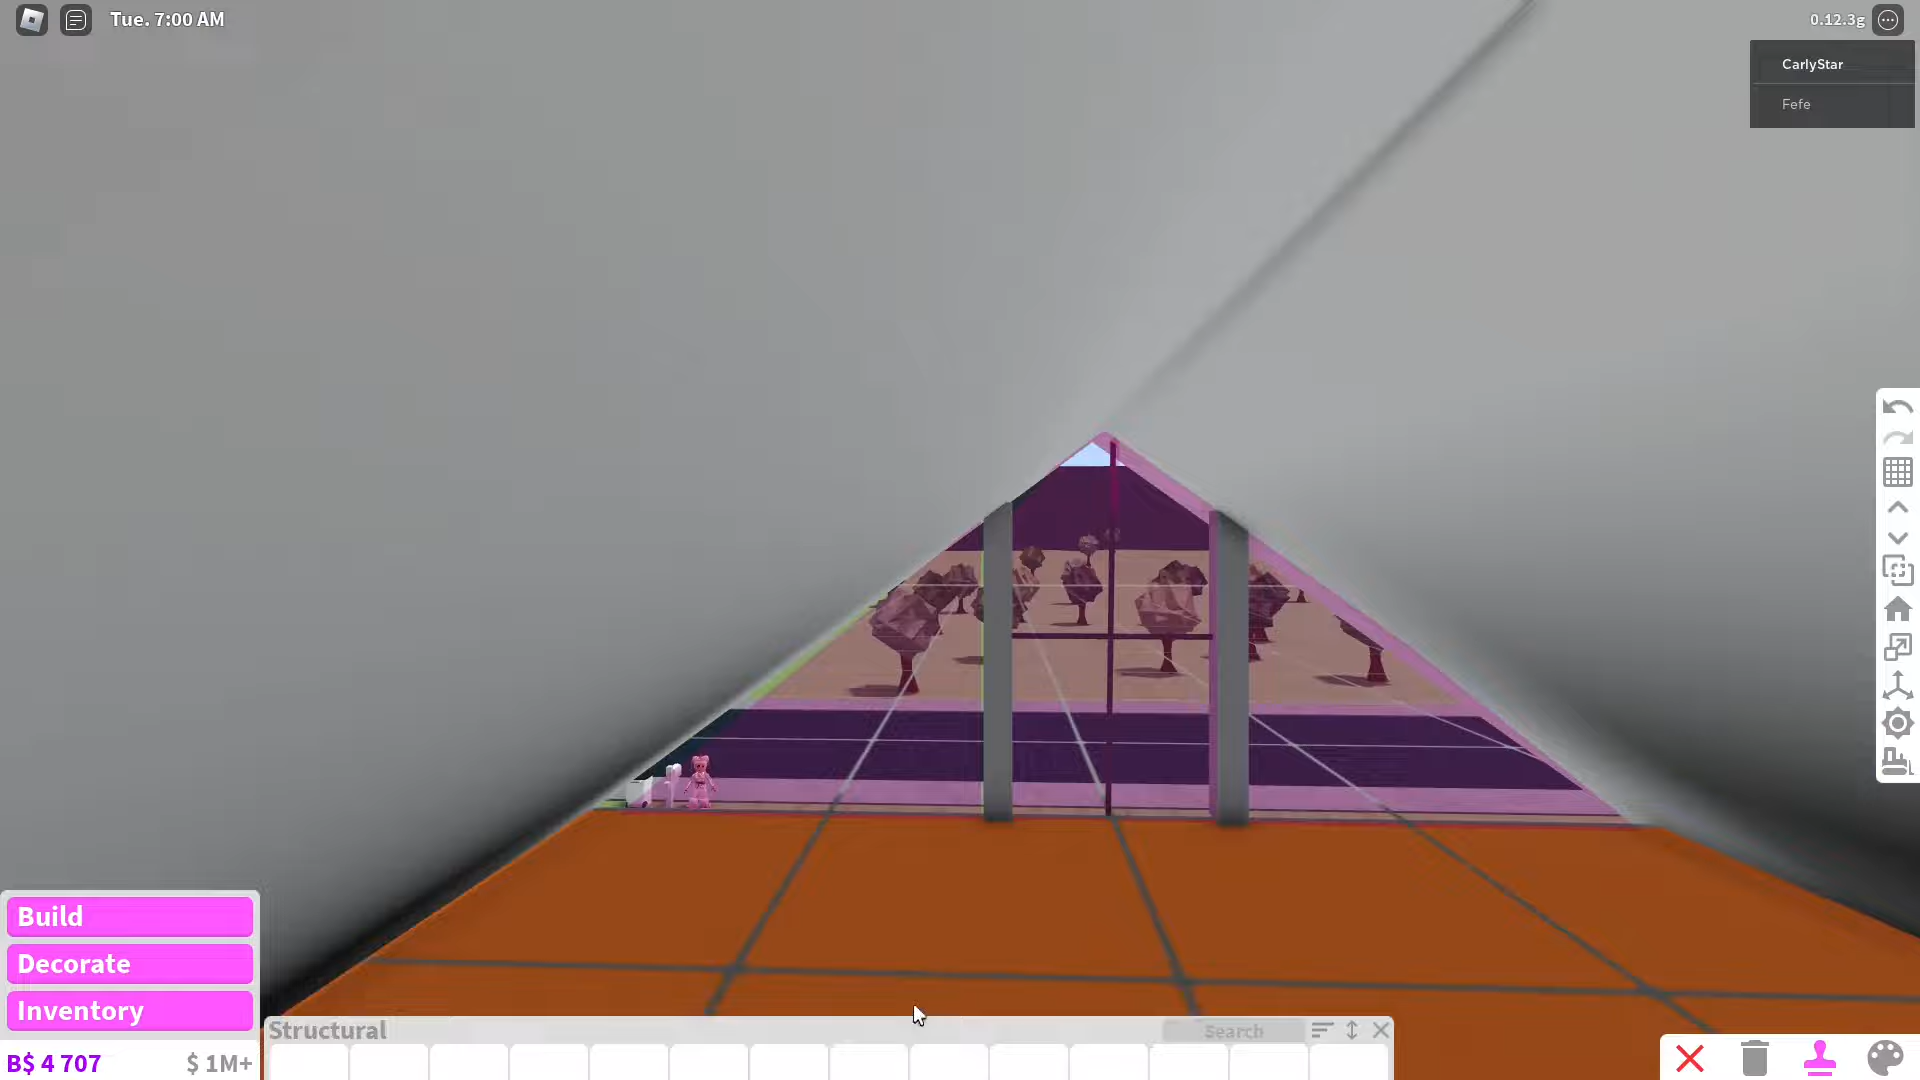 Tue. 7:00 AM
0.12.3g
CarlyStar
Fefe
Build
Decorate
Inventory
Structural
Search
B$ 4 707
$ 1M+